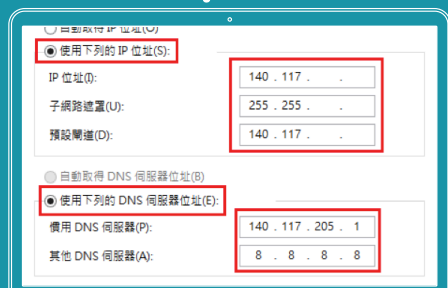 自動取得 IP 位址(O)
使用下列的 IP 位址(S):
IP 位址(I): 140 . 117 . .
子網路遮罩(U): 255 . 255 . .
預設閘道(D): 140 . 117 . .
自動取得 DNS 伺服器位址(B)
使用下列的 DNS 伺服器位址(E):
慣用 DNS 伺服器(P): 140 . 117 . 205 . 1
其他 DNS 伺服器(A): 8 . 8 . 8 . 8